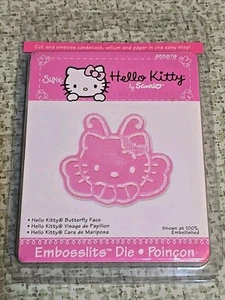 Cut and emboss cardstock, vellum and paper in one easy step!
Sizzix
Hello Kitty
by Sanrio
• Hello Kitty® Butterfly Face
• Hello Kitty® Visage de Papillon
• Hello Kitty® Cara de Mariposa
Shown at 100%
Embellished
Embosslits™ Die • Poinçon